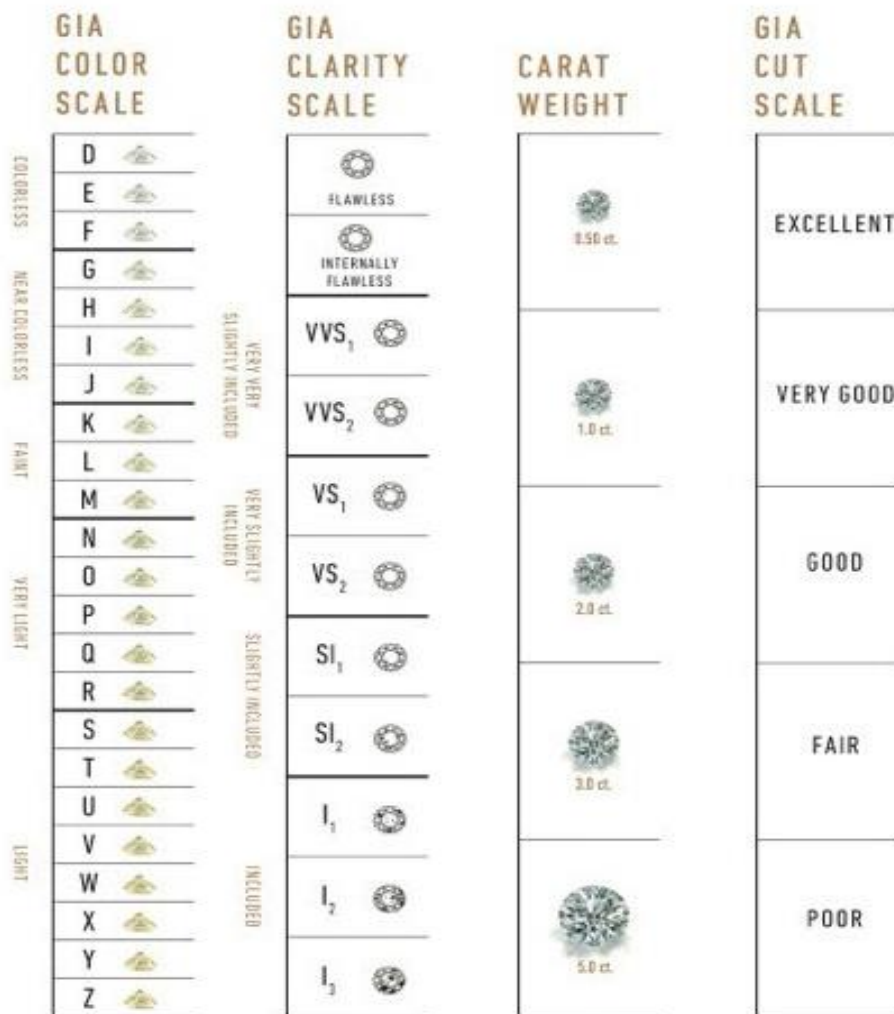 GIA
COLOR
SCALE
COLORLESS
D
E
F
NEAR COLORLESS
G
H
I
J
FAINT
K
L
M
VERY LIGHT
N
O
P
Q
R
LIGHT
S
T
U
V
W
X
Y
Z
GIA
CLARITY
SCALE
FLAWLESS
INTERNALLY
FLAWLESS
VERY VERY
SLIGHTLY INCLUDED
VVS₁
VVS₂
VERY SLIGHTLY
INCLUDED
VS₁
VS₂
SLIGHTLY INCLUDED
SI₁
SI₂
INCLUDED
I₁
I₂
I₃
CARAT
WEIGHT
0.50 ct.
1.0 ct.
2.0 ct.
3.0 ct.
5.0 ct.
GIA
CUT
SCALE
EXCELLENT
VERY GOOD
GOOD
FAIR
POOR